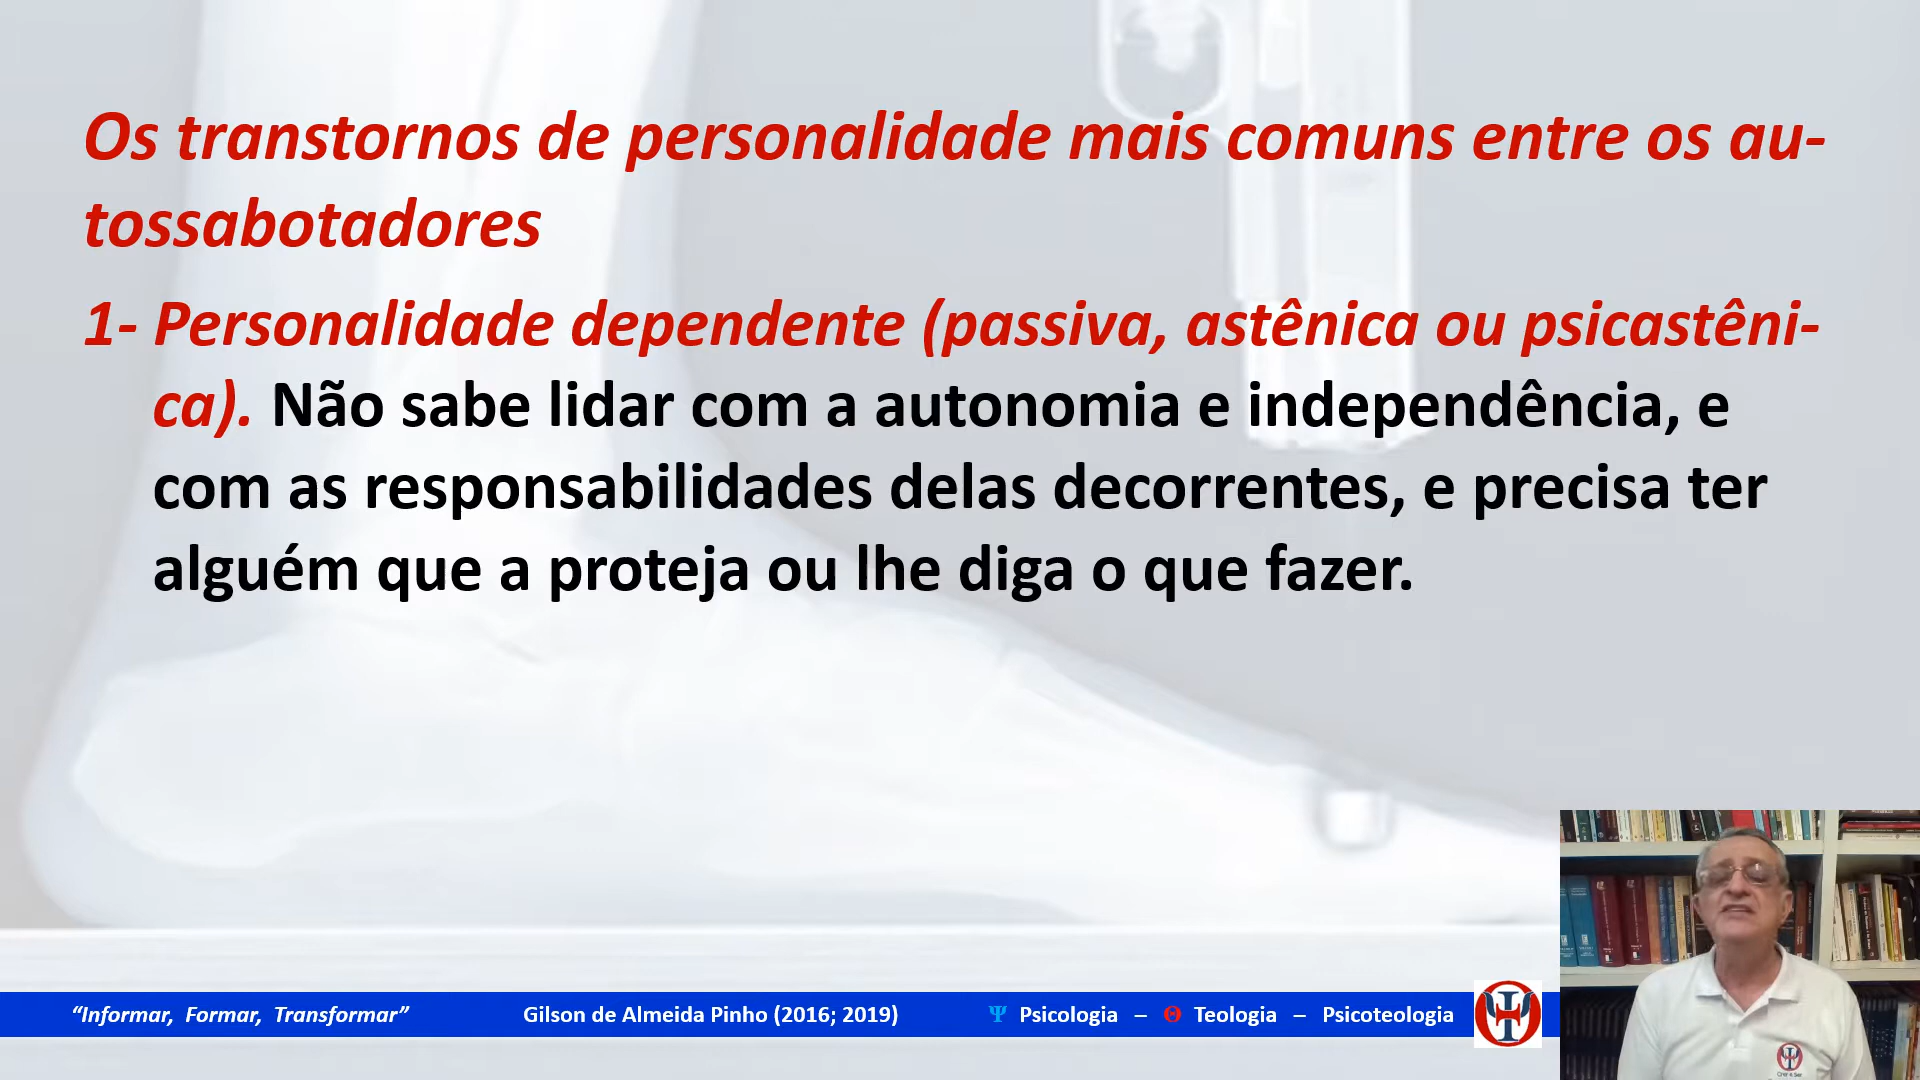 Os transtornos de personalidade mais comuns entre os au-
tossabotadores
1- Personalidade dependente (passiva, astênica ou psicastêni-
ca). Não sabe lidar com a autonomia e independência, e
com as responsabilidades delas decorrentes, e precisa ter
alguém que a proteja ou lhe diga o que fazer.
“Informar, Formar, Transformar” Gilson de Almeida Pinho (2016; 2019) Ψ Psicologia – Θ Teologia – Psicoteologia